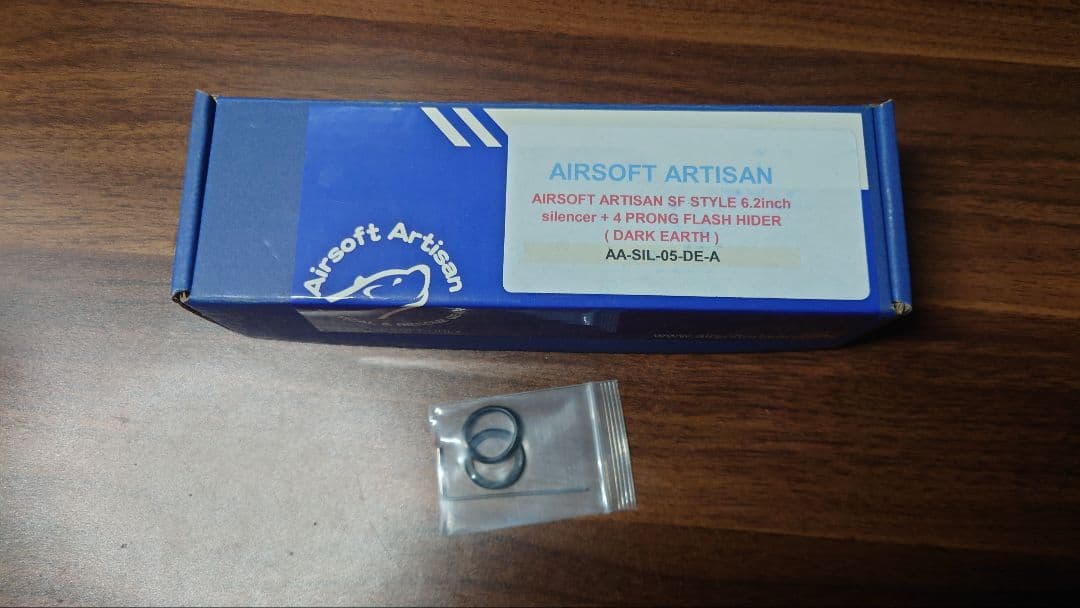 AIRSOFT ARTISAN
AIRSOFT ARTISAN SF STYLE 6.2inch
silencer + 4 PRONG FLASH HIDER
( DARK EARTH )
AA-SIL-05-DE-A
Airsoft Artisan